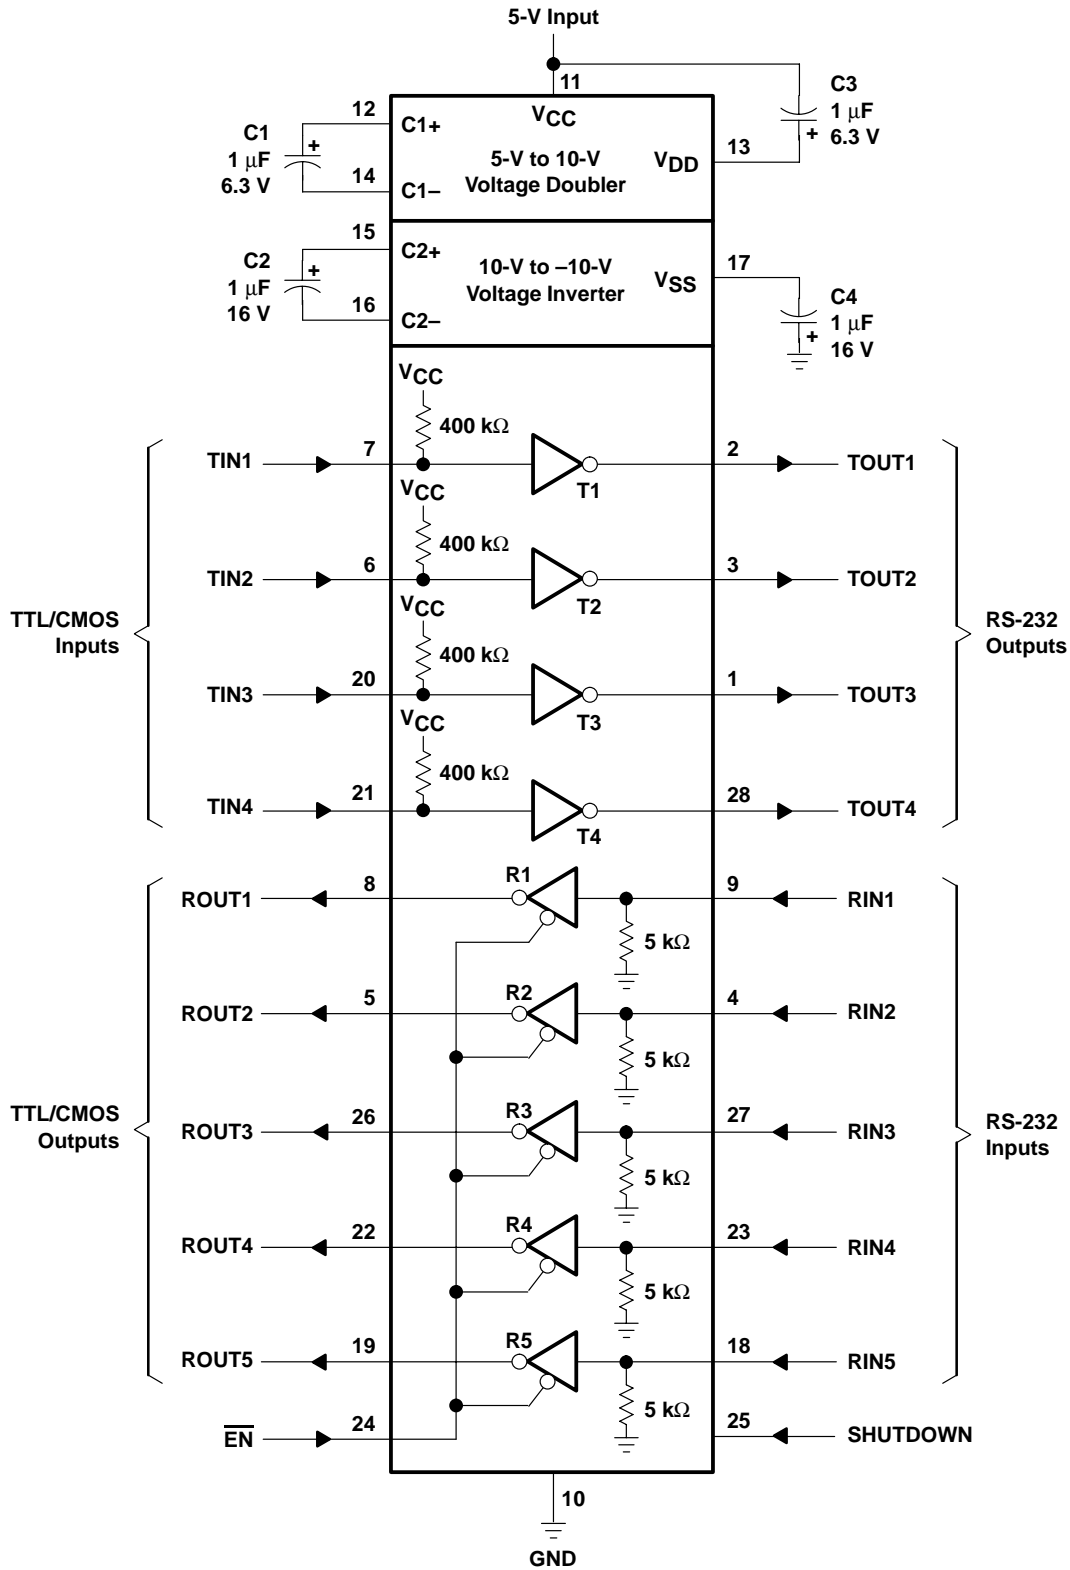 5-V Input
11
C3
1 μF
6.3 V
+
12
C1+
VCC
C1
1 μF
6.3 V
+
5-V to 10-V
Voltage Doubler
VDD
13
14
C1–
15
C2+
C2
1 μF
16 V
+
10-V to –10-V
Voltage Inverter
VSS
17
16
C2–
C4
1 μF
16 V
+
VCC
400 kΩ
TIN1
7
T1
2
TOUT1
VCC
400 kΩ
TIN2
6
T2
3
TOUT2
VCC
TTL/CMOS
Inputs
RS-232
Outputs
400 kΩ
TIN3
20
T3
1
TOUT3
VCC
400 kΩ
TIN4
21
T4
28
TOUT4
ROUT1
8
R1
9
RIN1
5 kΩ
ROUT2
5
R2
4
RIN2
5 kΩ
TTL/CMOS
Outputs
ROUT3
26
R3
27
RIN3
RS-232
Inputs
5 kΩ
ROUT4
22
R4
23
RIN4
5 kΩ
ROUT5
19
R5
18
RIN5
5 kΩ
E̅N̅
24
25
SHUTDOWN
10
GND